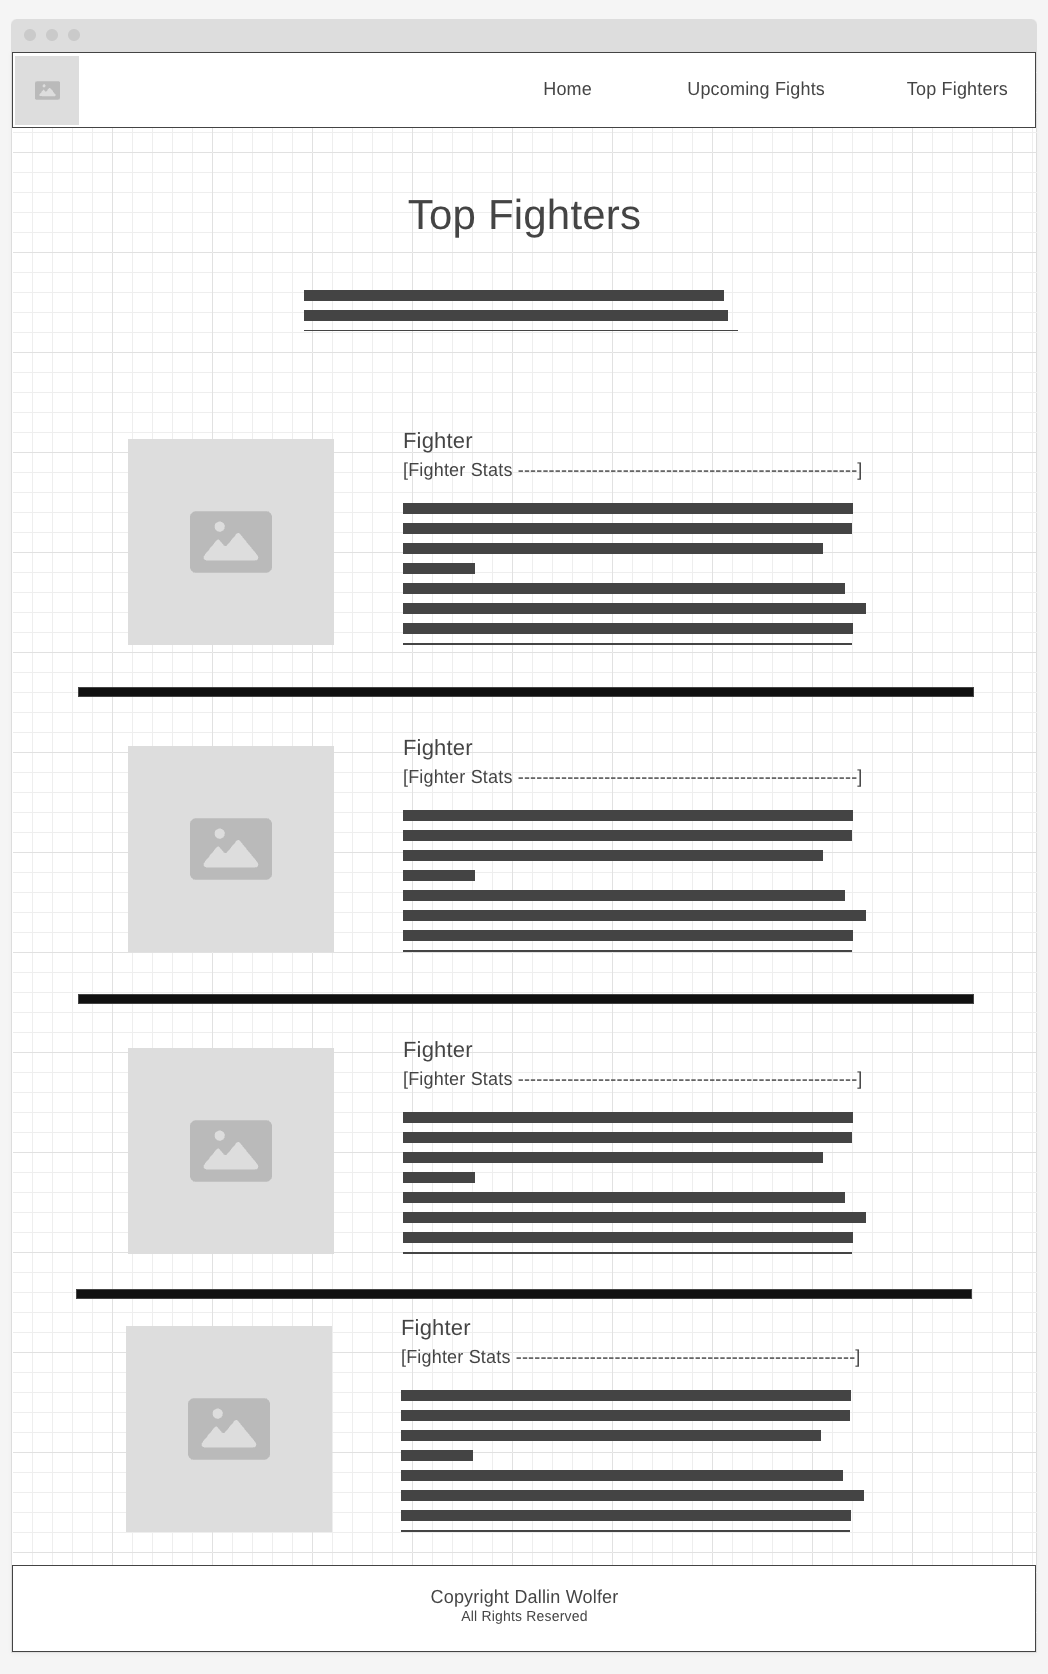 Home Upcoming Fights Top Fighters
Top Fighters
Fighter
[Fighter Stats -------------------------------------------------------]
Fighter
[Fighter Stats -------------------------------------------------------]
Fighter
[Fighter Stats -------------------------------------------------------]
Fighter
[Fighter Stats -------------------------------------------------------]
Copyright Dallin Wolfer
All Rights Reserved